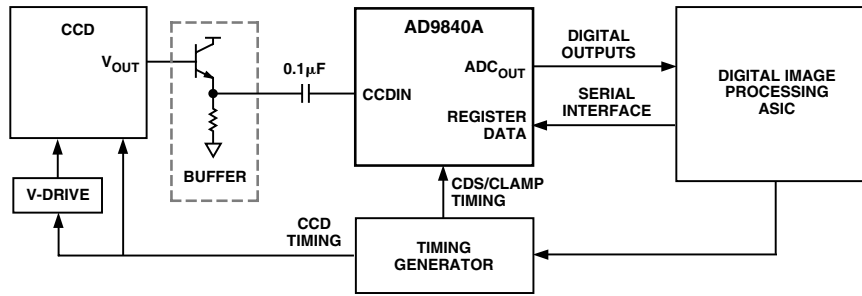 CCD
V_OUT
V-DRIVE
BUFFER
0.1µF
AD9840A
CCDIN
ADC_OUT
REGISTER
DATA
DIGITAL
OUTPUTS
SERIAL
INTERFACE
DIGITAL IMAGE
PROCESSING
ASIC
CDS/CLAMP
TIMING
CCD
TIMING
TIMING
GENERATOR